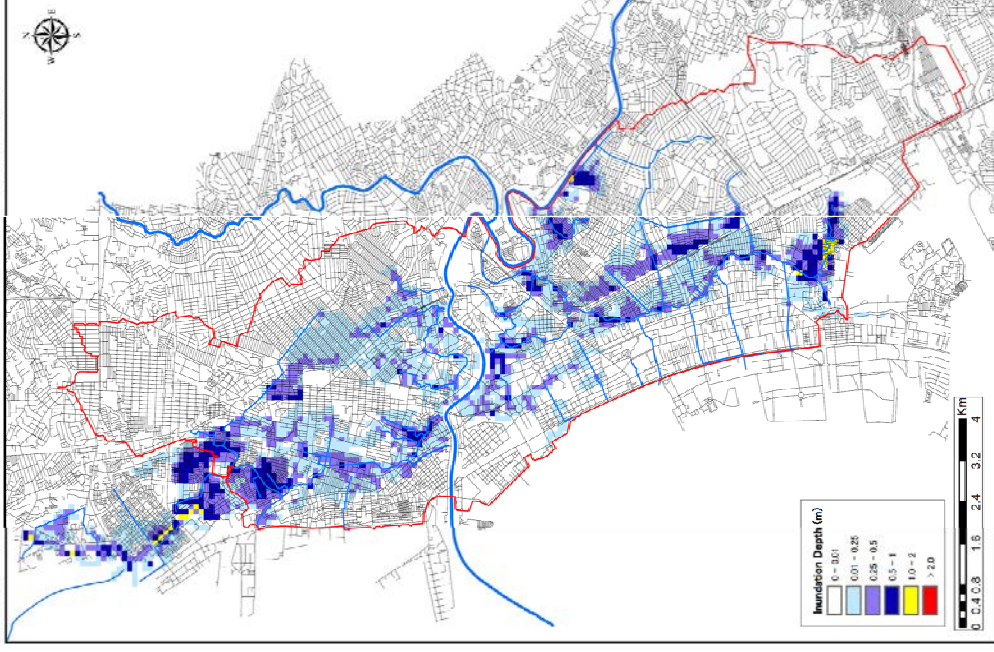 N
E
W
S
Inundation Depth (m)
0 - 0.01
0.01 - 0.25
0.25 - 0.5
0.5 - 1
1.0 - 2
> 2.0
Km
0 0.4 0.8 1.6 2.4 3.2 4